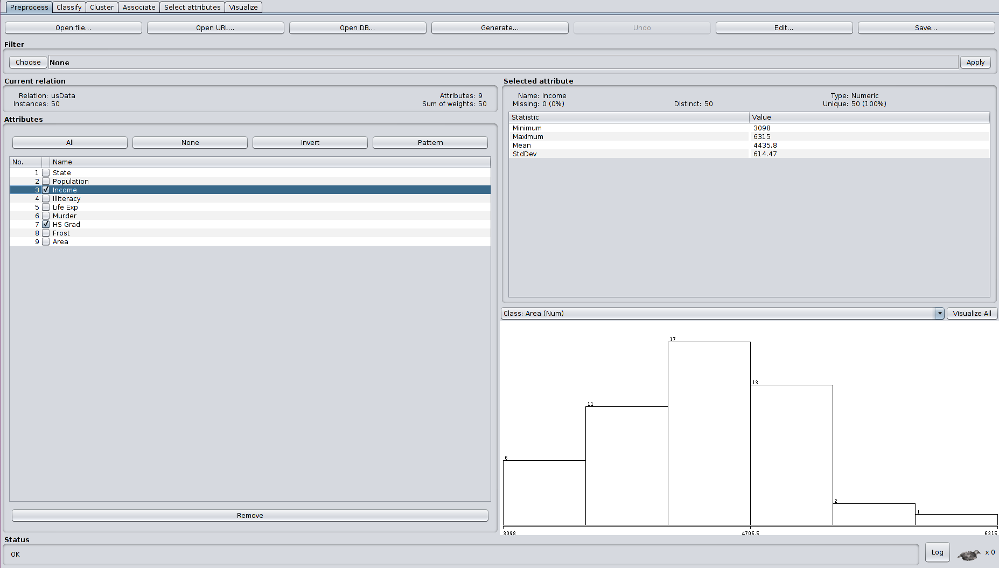 Preprocess Classify Cluster Associate Select attributes Visualize
Open file... Open URL... Open DB... Generate... Undo Edit... Save...
Filter
Choose None Apply
Current relation
Relation: usData Attributes: 9
Instances: 50 Sum of weights: 50
Attributes
All None Invert Pattern
No. Name
1 State
2 Population
3 Income
4 Illiteracy
5 Life Exp
6 Murder
7 HS Grad
8 Frost
9 Area
Remove
Selected attribute
Name: Income Type: Numeric
Missing: 0 (0%) Distinct: 50 Unique: 50 (100%)
Statistic Value
Minimum 3098
Maximum 6315
Mean 4435.8
StdDev 614.47
Class: Area (Num) Visualize All
17
13
11
6
2
1
3098 4706.5 6315
Status
OK Log x 0